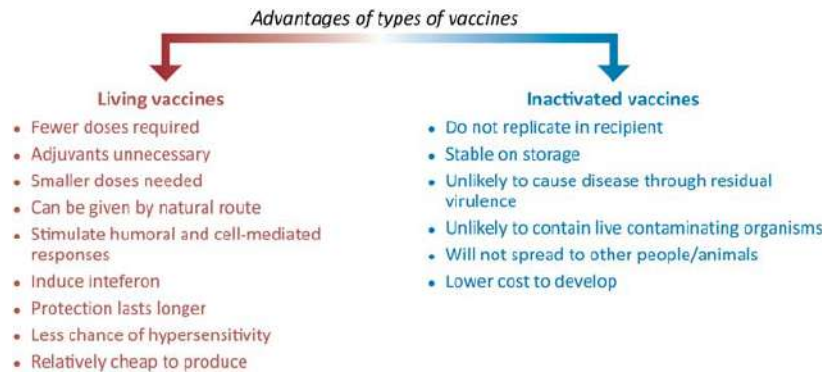 Advantages of types of vaccines
Living vaccines
• Fewer doses required
• Adjuvants unnecessary
• Smaller doses needed
• Can be given by natural route
• Stimulate humoral and cell-mediated
responses
• Induce inteferon
• Protection lasts longer
• Less chance of hypersensitivity
• Relatively cheap to produce
Inactivated vaccines
• Do not replicate in recipient
• Stable on storage
• Unlikely to cause disease through residual
virulence
• Unlikely to contain live contaminating organisms
• Will not spread to other people/animals
• Lower cost to develop